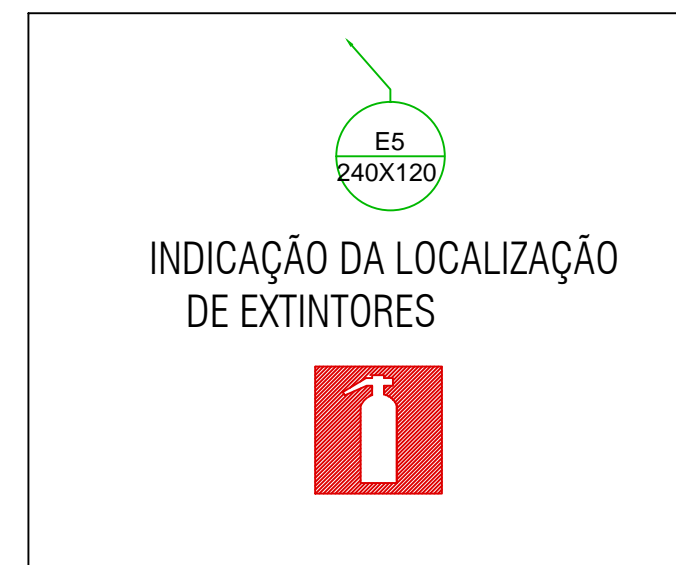 E5
240X120
INDICAÇÃO DA LOCALIZAÇÃO
DE EXTINTORES